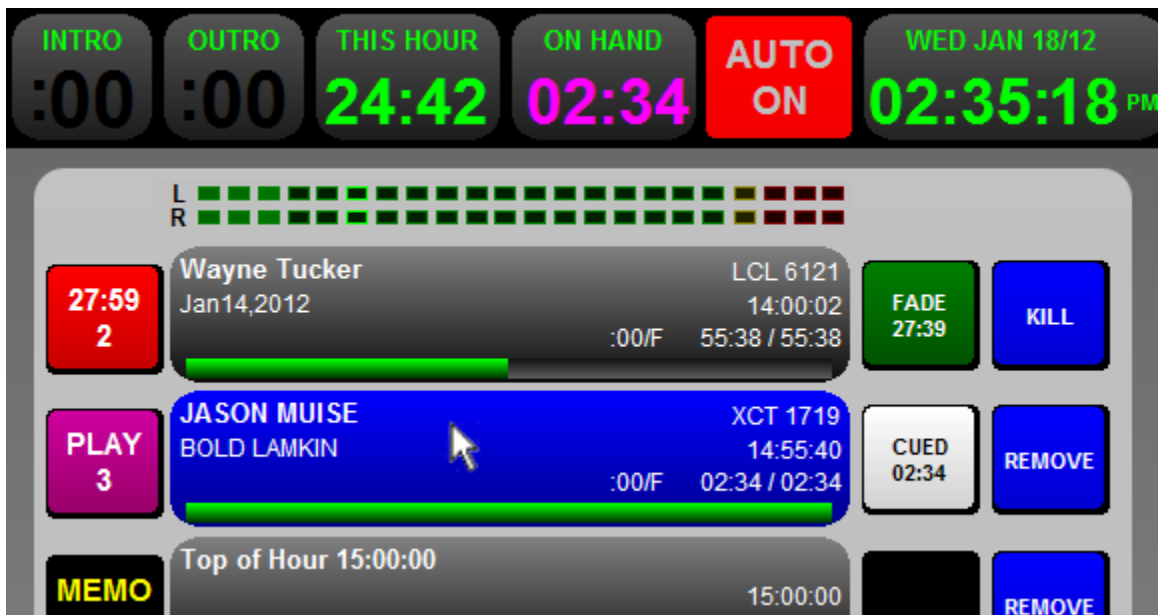 INTRO OUTRO THIS HOUR ON HAND AUTO ON WED JAN 18/12
:00 :00 24:42 02:34 02:35:18 PM
L
R
27:59
2
Wayne Tucker LCL 6121
Jan14,2012 14:00:02
:00/F 55:38 / 55:38
FADE
27:39
KILL
PLAY
3
JASON MUISE XCT 1719
BOLD LAMKIN 14:55:40
:00/F 02:34 / 02:34
CUED
02:34
REMOVE
MEMO
Top of Hour 15:00:00
15:00:00
REMOVE